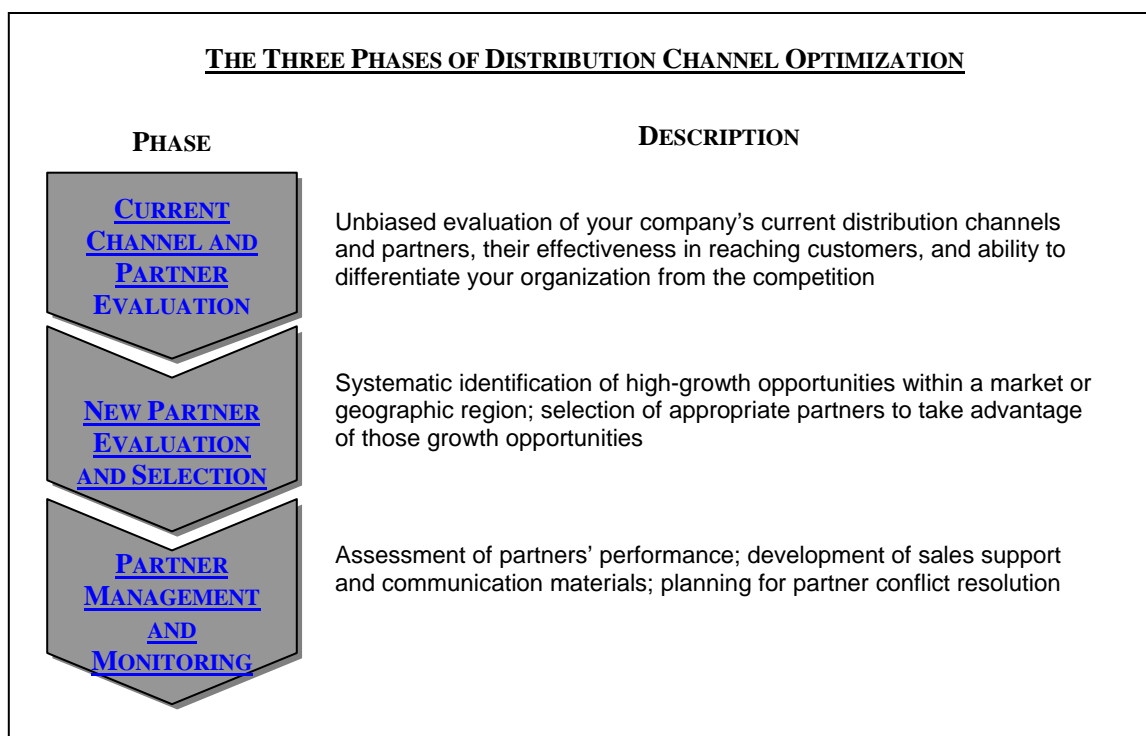 THE THREE PHASES OF DISTRIBUTION CHANNEL OPTIMIZATION
PHASE
DESCRIPTION
CURRENT
CHANNEL AND
PARTNER
EVALUATION
Unbiased evaluation of your company’s current distribution channels
and partners, their effectiveness in reaching customers, and ability to
differentiate your organization from the competition
NEW PARTNER
EVALUATION
AND SELECTION
Systematic identification of high-growth opportunities within a market or
geographic region; selection of appropriate partners to take advantage
of those growth opportunities
PARTNER
MANAGEMENT
AND
MONITORING
Assessment of partners’ performance; development of sales support
and communication materials; planning for partner conflict resolution